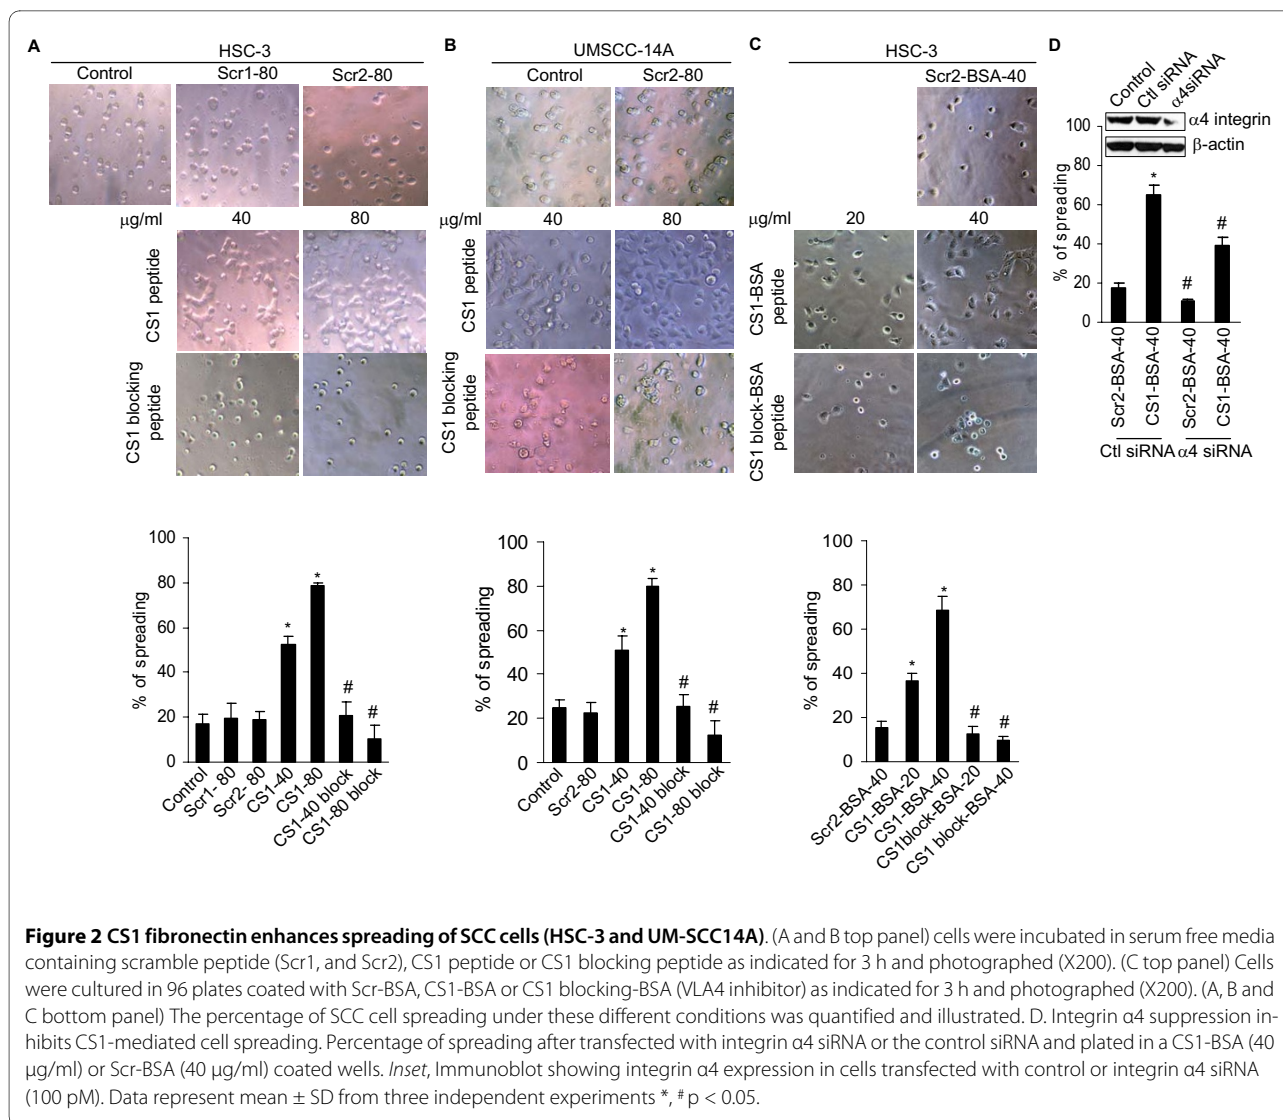 A
HSC-3
Control
Scr1-80
Scr2-80
µg/ml
40
80
CS1 peptide
CS1 blocking
peptide
B
UMSCC-14A
Control
Scr2-80
40
80
CS1 peptide
CS1 blocking
peptide
C
HSC-3
Scr2-BSA-40
µg/ml
20
40
CS1-BSA
peptide
CS1 block-BSA
peptide
D
Control
Ctl siRNA
α4siRNA
α4 integrin
β-actin
% of spreading
100
80
60
40
20
0
*
#
#
Scr2-BSA-40
CS1-BSA-40
Scr2-BSA-40
CS1-BSA-40
Ctl siRNA
α4 siRNA
% of spreading
100
80
60
40
20
0
*
*
#
#
Control
Scr1- 80
Scr2- 80
CS1-40
CS1-80
CS1-40 block
CS1-80 block
% of spreading
100
80
60
40
20
0
*
*
#
#
Control
Scr2-80
CS1-40
CS1-80
CS1-40 block
CS1-80 block
% of spreading
100
80
60
40
20
0
*
*
#
#
Scr2-BSA-40
CS1-BSA-20
CS1-BSA-40
CS1block-BSA-20
CS1 block-BSA-40
Figure 2 CS1 fibronectin enhances spreading of SCC cells (HSC-3 and UM-SCC14A). (A and B top panel) cells were incubated in serum free media
containing scramble peptide (Scr1, and Scr2), CS1 peptide or CS1 blocking peptide as indicated for 3 h and photographed (X200). (C top panel) Cells
were cultured in 96 plates coated with Scr-BSA, CS1-BSA or CS1 blocking-BSA (VLA4 inhibitor) as indicated for 3 h and photographed (X200). (A, B and
C bottom panel) The percentage of SCC cell spreading under these different conditions was quantified and illustrated. D. Integrin α4 suppression in-
hibits CS1-mediated cell spreading. Percentage of spreading after transfected with integrin α4 siRNA or the control siRNA and plated in a CS1-BSA (40
µg/ml) or Scr-BSA (40 µg/ml) coated wells. Inset, Immunoblot showing integrin α4 expression in cells transfected with control or integrin α4 siRNA
(100 pM). Data represent mean ± SD from three independent experiments *, # p < 0.05.